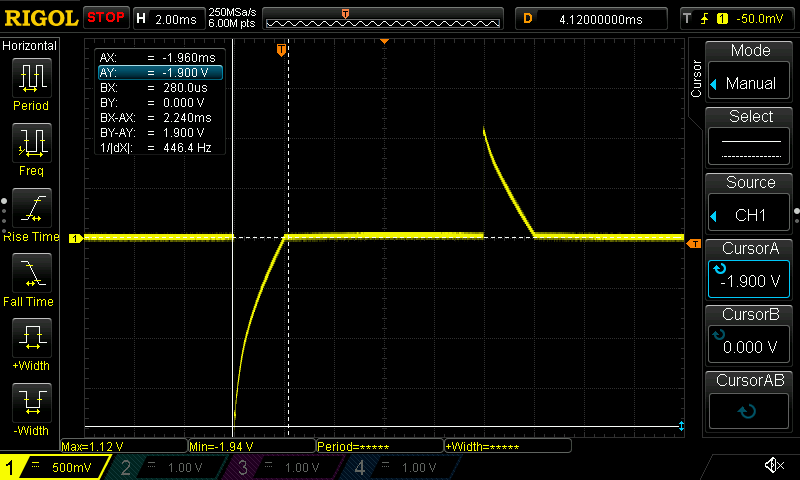 RIGOL STOP H 2.00ms 250MSa/s 6.00M pts T D 4.12000000ms T 1 -50.0mV
Horizontal
Period
Freq
Rise Time
Fall Time
+Width
-Width
T
AX: = -1.960ms
AY: = -1.900 V
BX: = 280.0us
BY: = 0.000 V
BX-AX: = 2.240ms
BY-AY: = 1.900 V
1/|dX|: = 446.4 Hz
1
T
Cursor
Mode
Manual
Select
Source
CH1
CursorA
-1.900 V
CursorB
0.000 V
CursorAB
Max=1.12 V Min=-1.94 V Period=***** +Width=*****
1 = 500mV 2 = 1.00 V 3 = 1.00 V 4 = 1.00 V